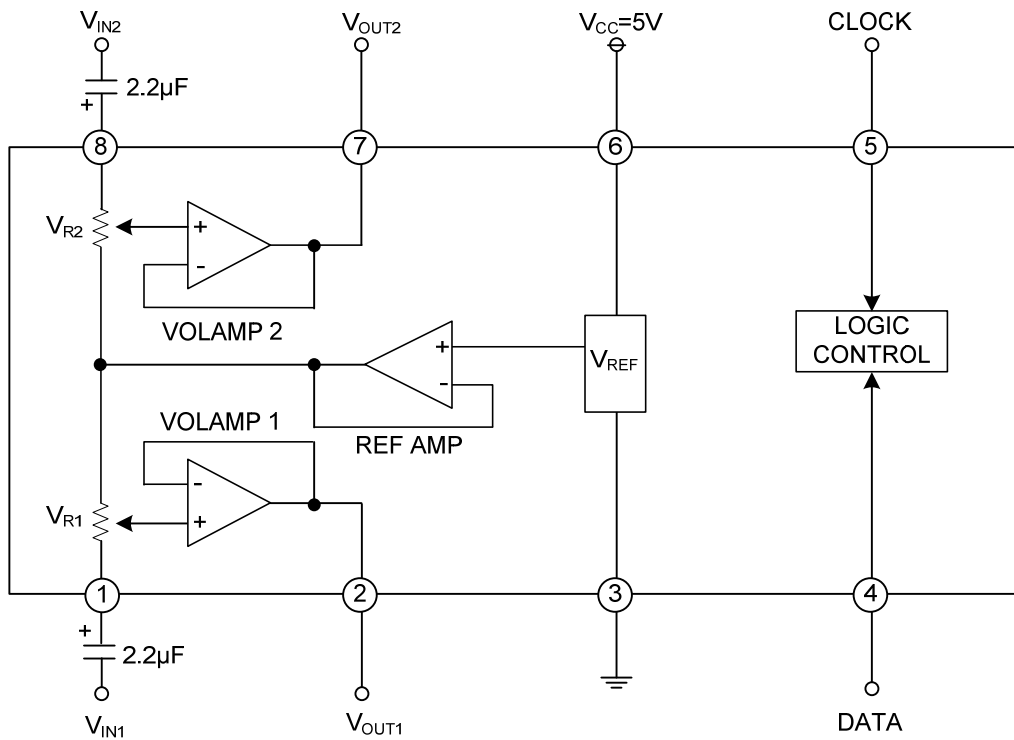 VIN2
VOUT2
VCC=5V
CLOCK
2.2µF
+
8
7
6
5
VR2
+
-
VOLAMP 2
LOGIC
CONTROL
+
-
VREF
VOLAMP 1
REF AMP
-
+
VR1
1
2
3
4
+
2.2µF
VIN1
VOUT1
DATA